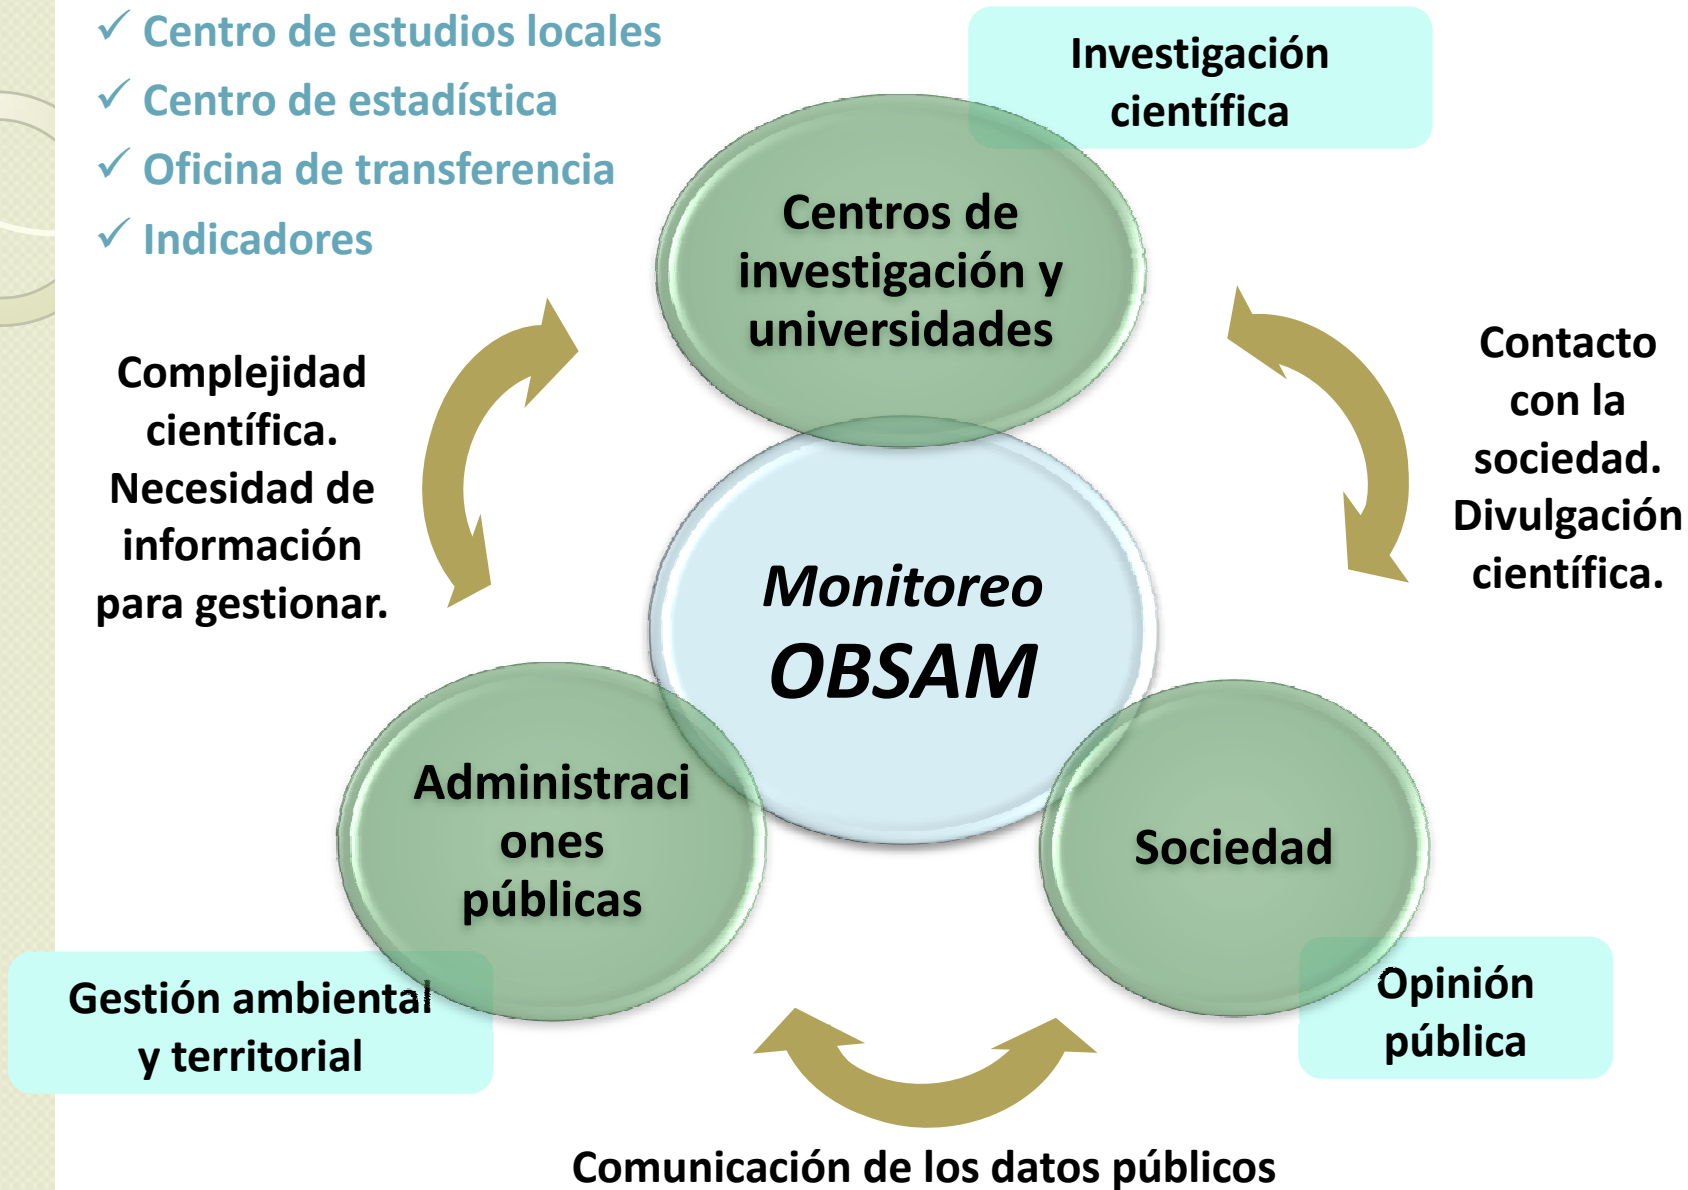 Centro de estudios locales
Centro de estadística
Oficina de transferencia
Indicadores
Investigación
científica
Centros de
investigación y
universidades
Complejidad
científica.
Necesidad de
información
para gestionar.
Contacto
con la
sociedad.
Divulgación
científica.
Monitoreo
OBSAM
Administraci
ones
públicas
Sociedad
Gestión ambiental
y territorial
Opinión
pública
Comunicación de los datos públicos